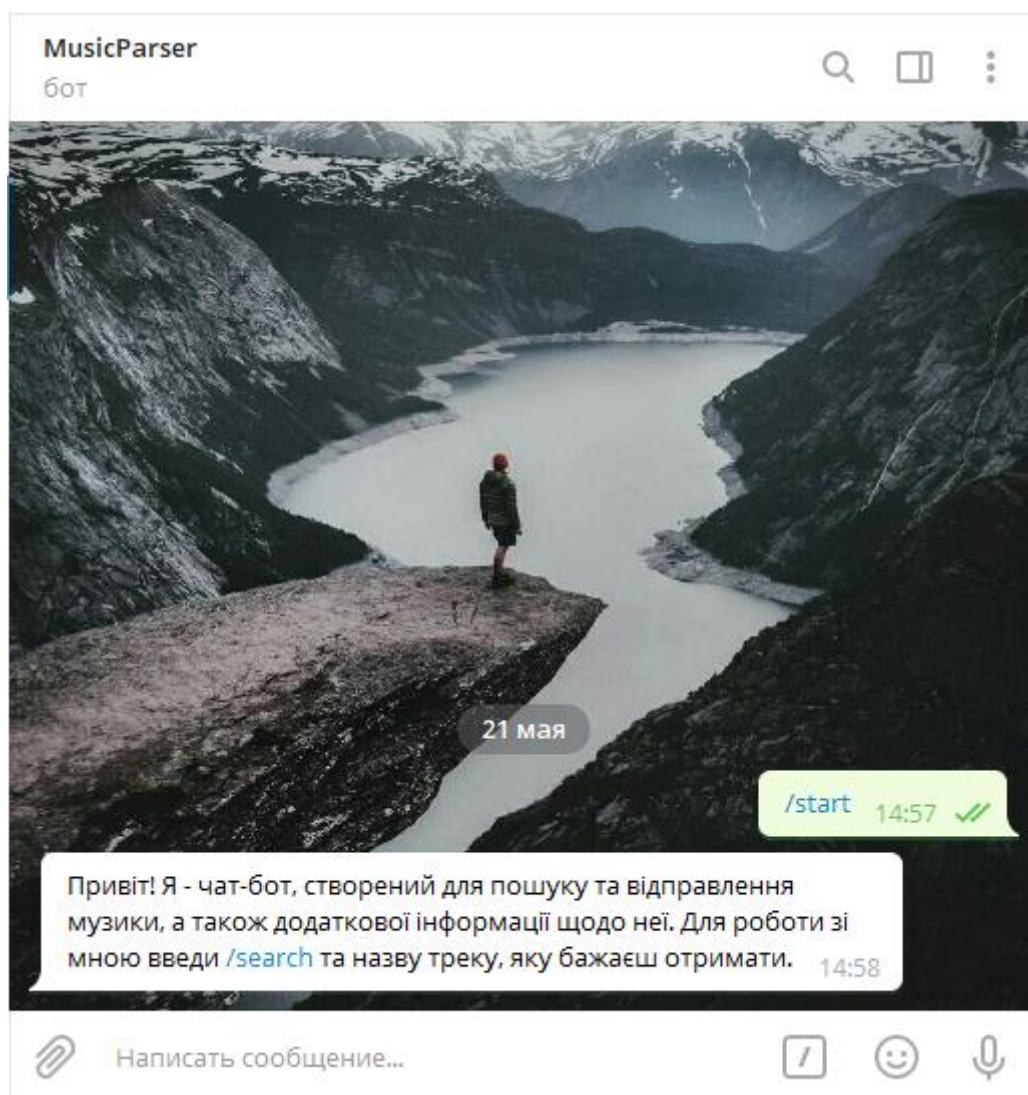 MusicParser
бот
21 мая
/start 14:57
Привіт! Я - чат-бот, створений для пошуку та відправлення
музики, а також додаткової інформації щодо неї. Для роботи зі
мною введи /search та назву треку, яку бажаєш отримати. 14:58
Написать сообщение...